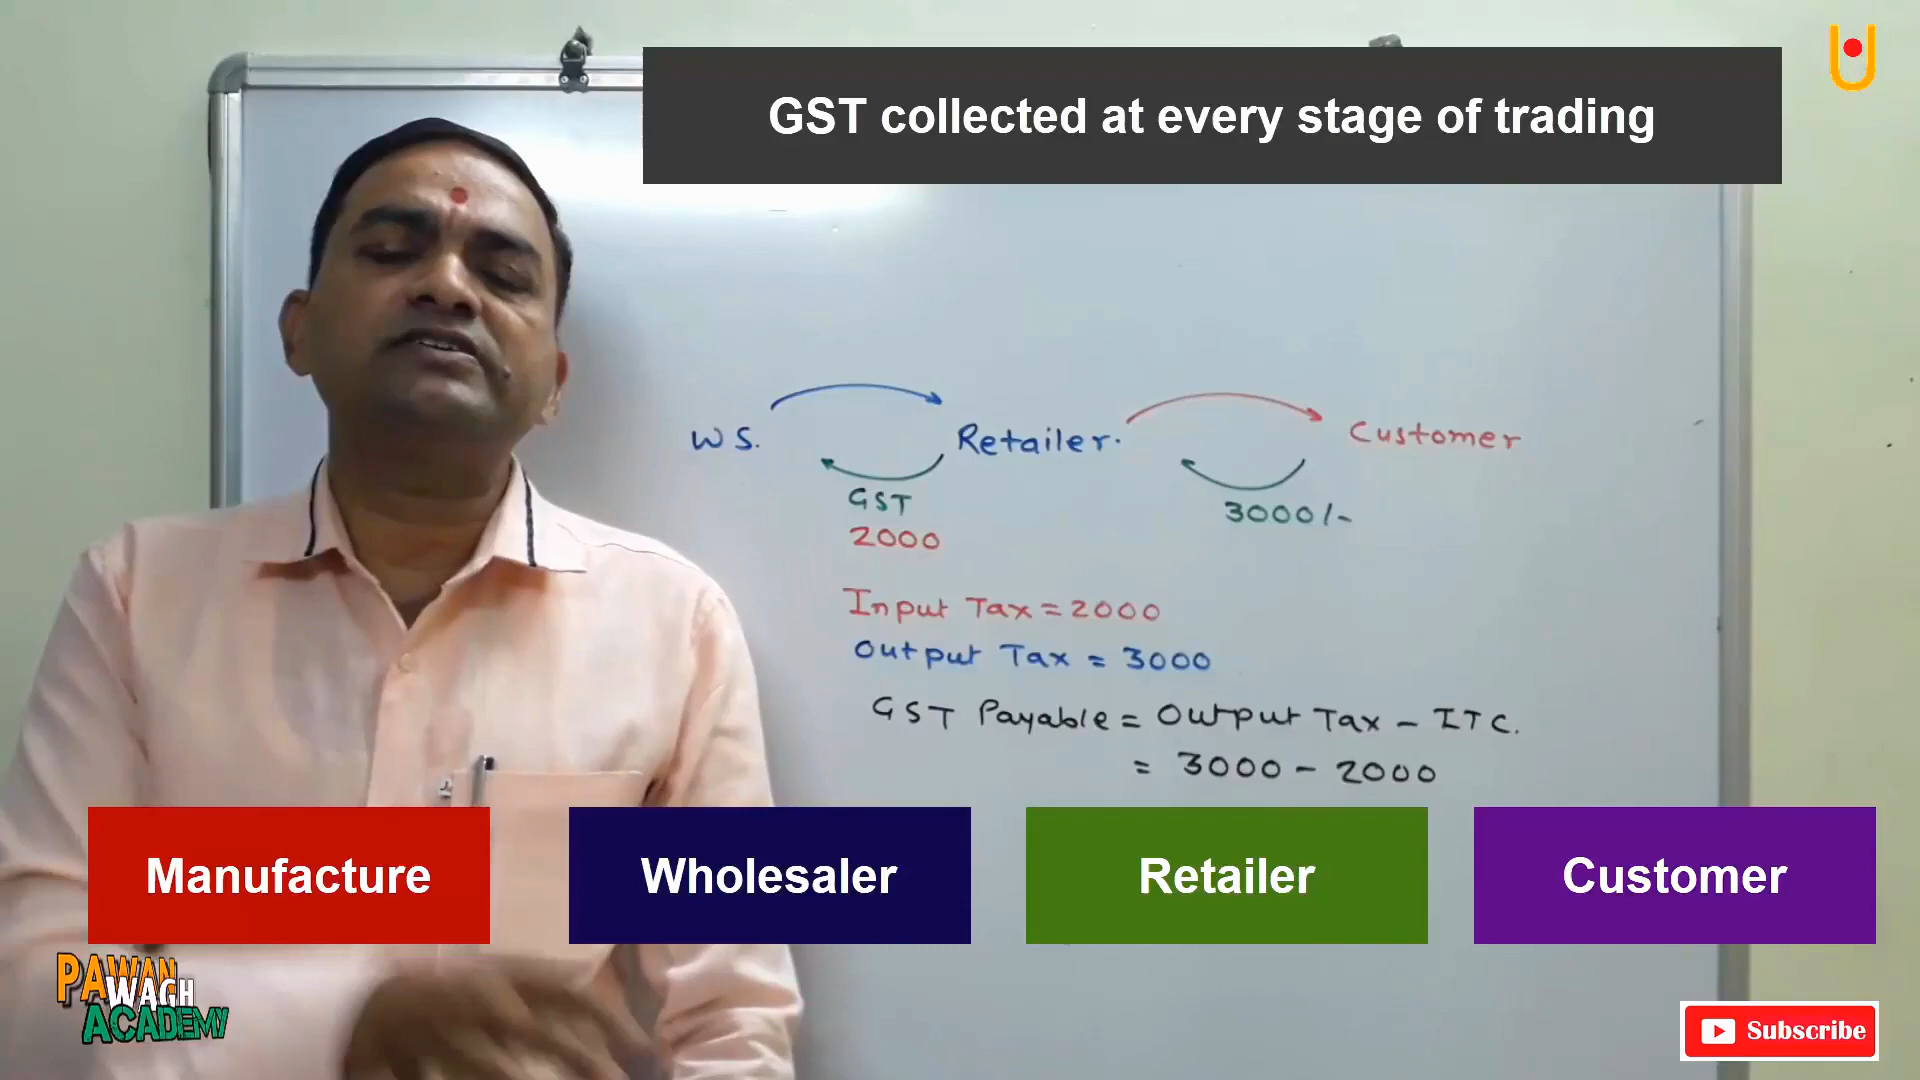 GST collected at every stage of trading
WS. Retailer. Customer
GST
2000
3000/-
Input Tax = 2000
Output Tax = 3000
GST Payable = Output Tax - ITC.
= 3000 - 2000
Manufacture
Wholesaler
Retailer
Customer
PAWAN
WAGH
ACADEMY
Subscribe